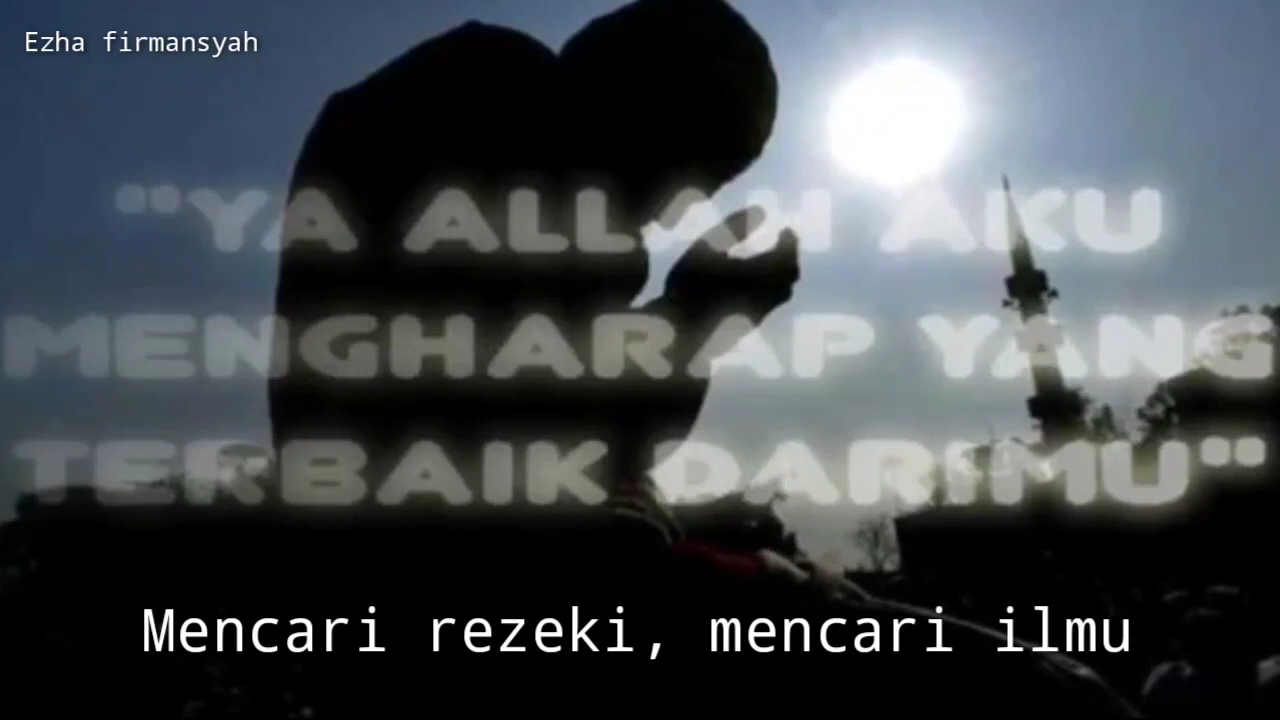 Ezha firmansyah
"YA ALLAH AKU
MENGHARAP YANG
TERBAIK DARIMU"
Mencari rezeki, mencari ilmu